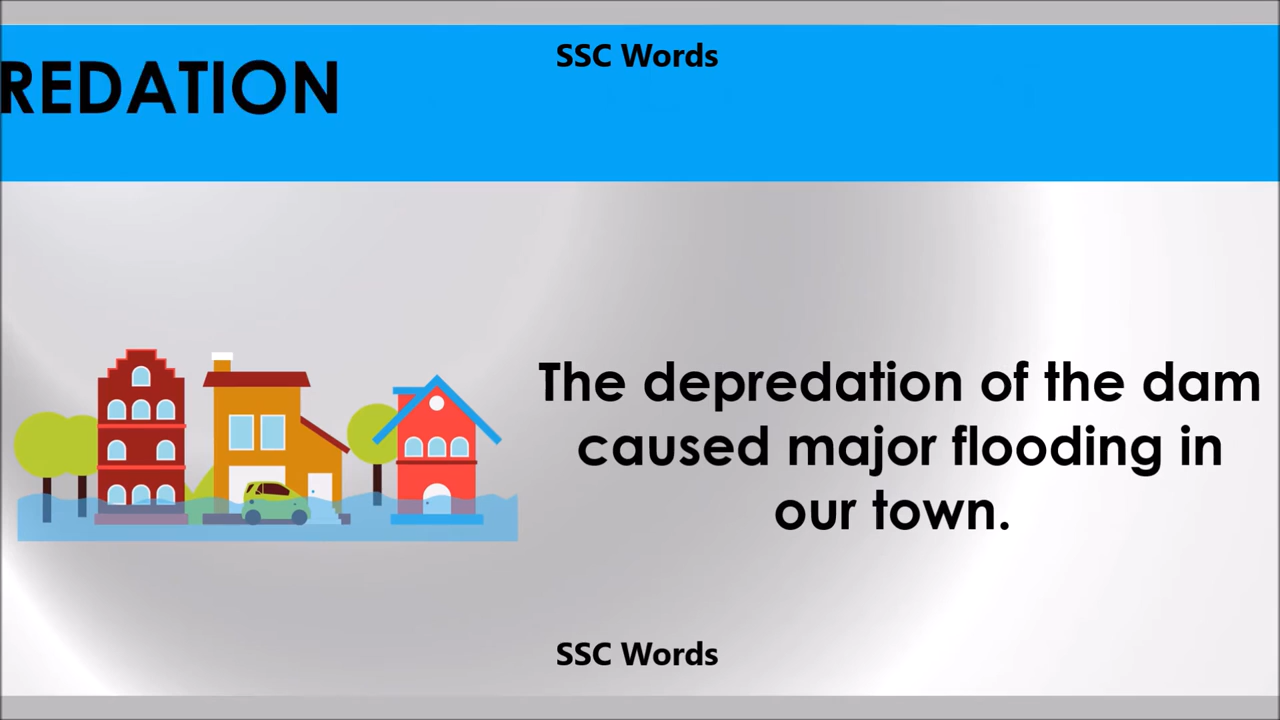 SSC Words
REDATION
The depredation of the dam
caused major flooding in
our town.
SSC Words